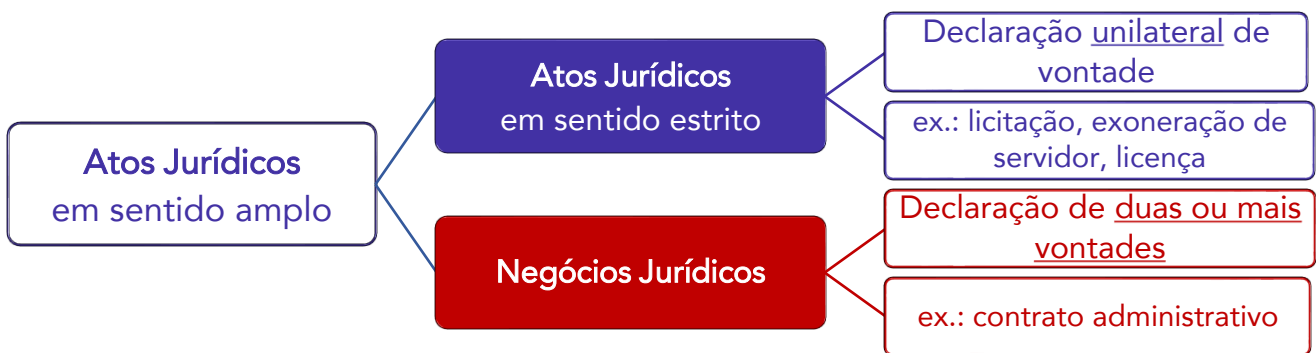 Atos Jurídicos
em sentido amplo
Atos Jurídicos
em sentido estrito
Declaração unilateral de
vontade
ex.: licitação, exoneração de
servidor, licença
Negócios Jurídicos
Declaração de duas ou mais
vontades
ex.: contrato administrativo